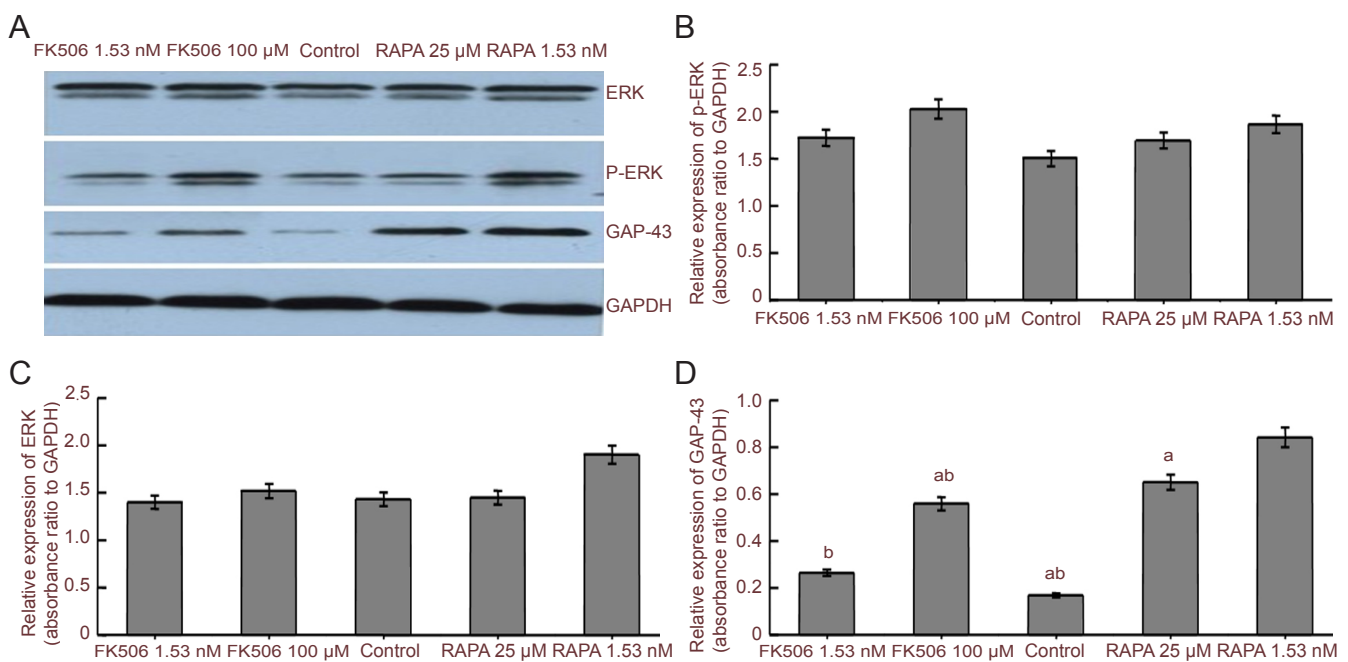 A
FK506 1.53 nM FK506 100 µM Control RAPA 25 µM RAPA 1.53 nM
ERK
P-ERK
GAP-43
GAPDH
B
Relative expression of p-ERK
(absorbance ratio to GAPDH)
2.5
2.0
1.5
1.0
0.5
0
FK506 1.53 nM FK506 100 µM Control RAPA 25 µM RAPA 1.53 nM
C
Relative expression of ERK
(absorbance ratio to GAPDH)
2.5
2.0
1.5
1.0
0.5
0
FK506 1.53 nM FK506 100 µM Control RAPA 25 µM RAPA 1.53 nM
D
Relative expression of GAP-43
(absorbance ratio to GAPDH)
1.0
0.8
0.6
0.4
0.2
0
b
ab
ab
a
FK506 1.53 nM FK506 100 µM Control RAPA 25 µM RAPA 1.53 nM